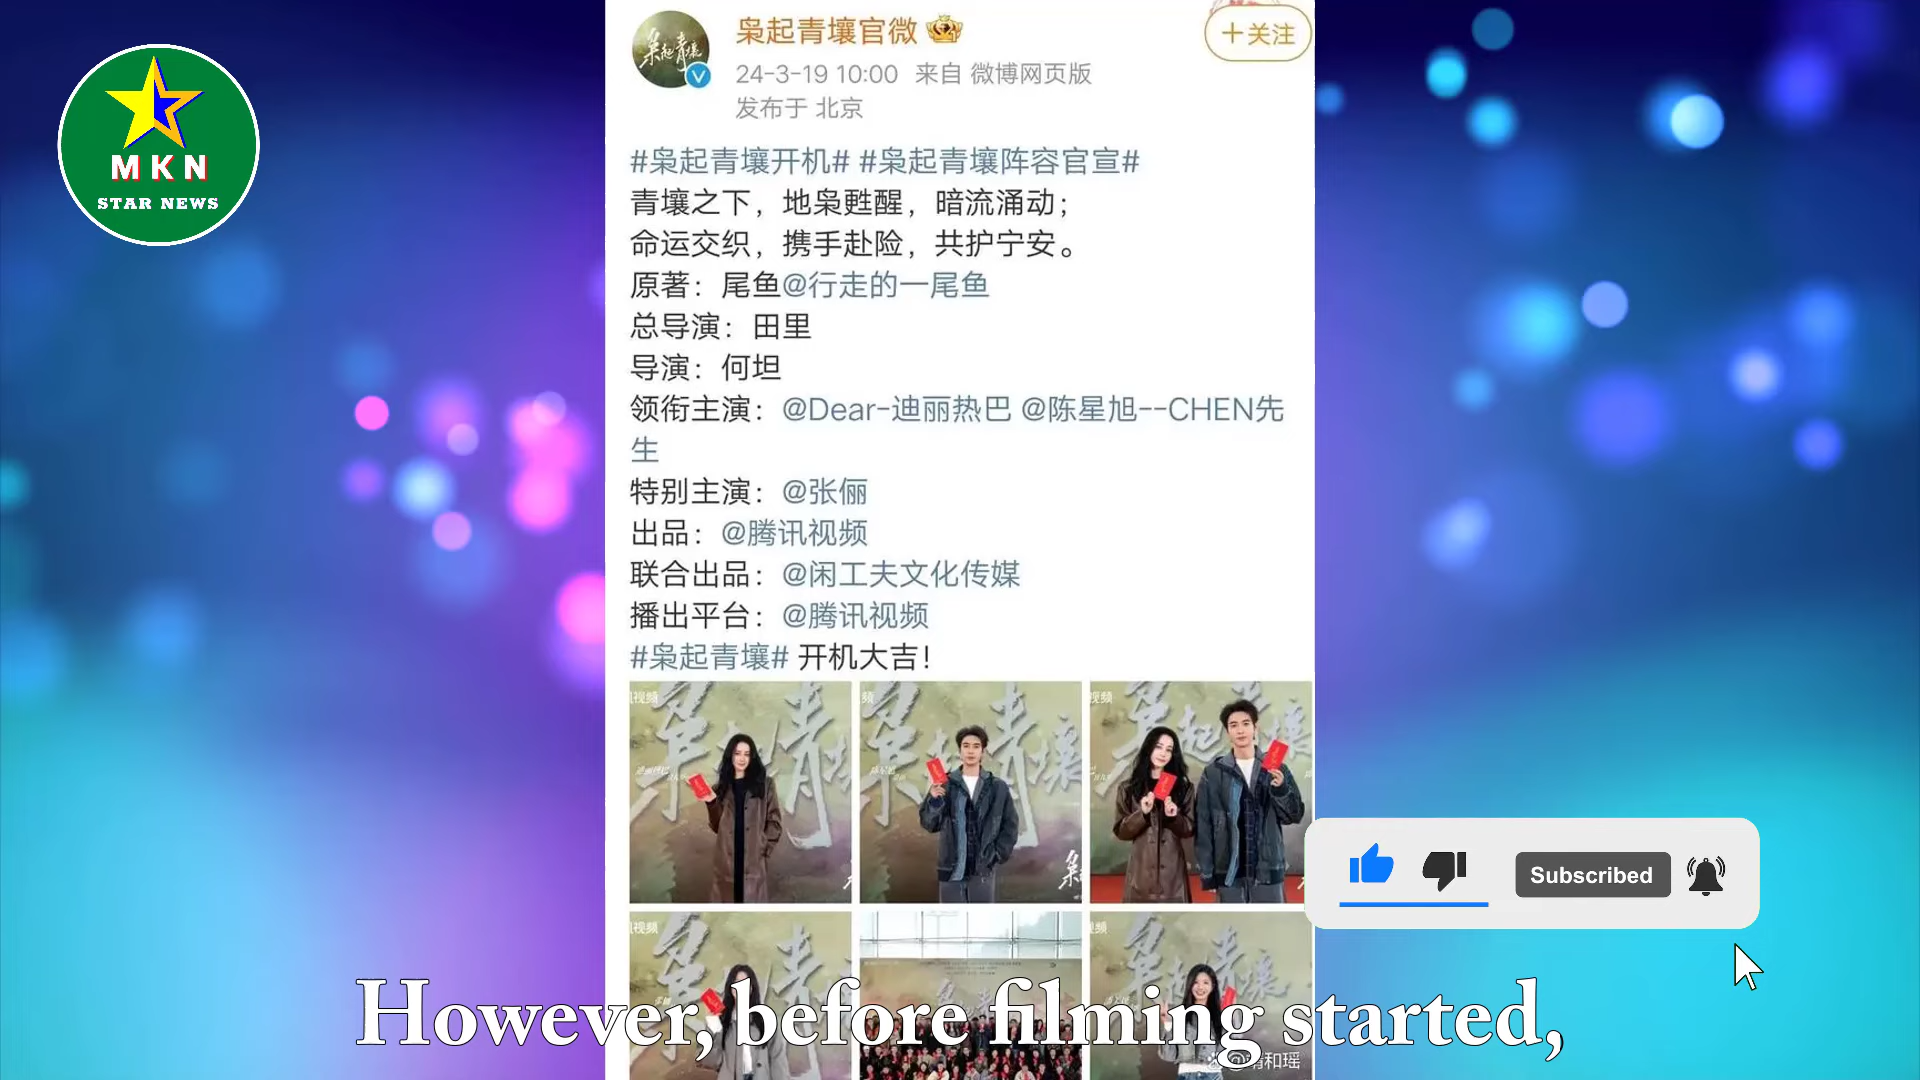 MKN
STAR NEWS
枭起青壤官微
+关注
24-3-19 10:00 来自 微博网页版
发布于 北京
#枭起青壤开机# #枭起青壤阵容官宣#
青壤之下，地枭甦醒，暗流涌动；
命运交织，携手赴险，共护宁安。
原著：尾鱼@行走的一尾鱼
总导演：田里
导演：何坦
领衔主演：@Dear-迪丽热巴 @陈星旭--CHEN先
生
特别主演：@张俪
出品：@腾讯视频
联合出品：@闲工夫文化传媒
播出平台：@腾讯视频
#枭起青壤# 开机大吉！
Subscribed
However, before filming started,